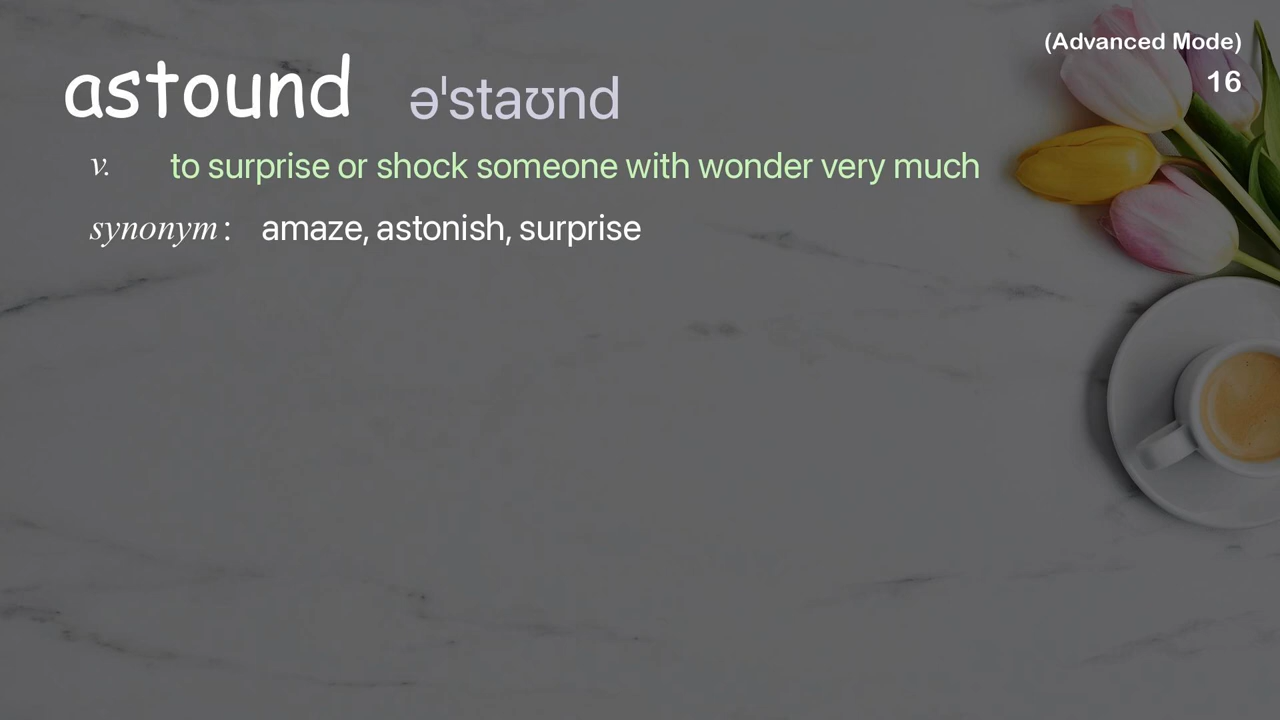 (Advanced Mode)
16
astound əˈstaʊnd
v. to surprise or shock someone with wonder very much
synonym : amaze, astonish, surprise